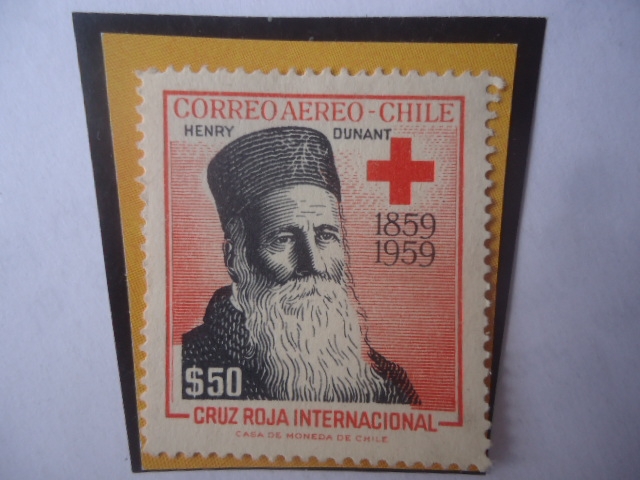 CORREO AEREO - CHILE
HENRY DUNANT
1859
1959
$50
CRUZ ROJA INTERNACIONAL
CASA DE MONEDA DE CHILE